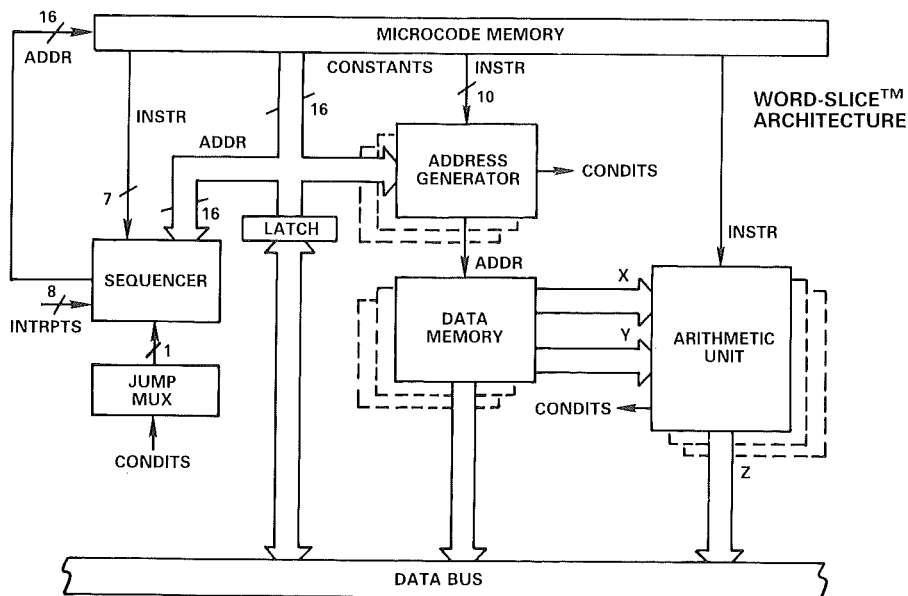 16
ADDR
MICROCODE MEMORY
CONSTANTS
INSTR
16
10
WORD-SLICE™
ARCHITECTURE
INSTR
ADDR
ADDRESS
GENERATOR
CONDITS
7
16
LATCH
INSTR
SEQUENCER
ADDR
8
INTRPTS
X
DATA
MEMORY
Y
ARITHMETIC
UNIT
1
JUMP
MUX
CONDITS
CONDITS
Z
DATA BUS